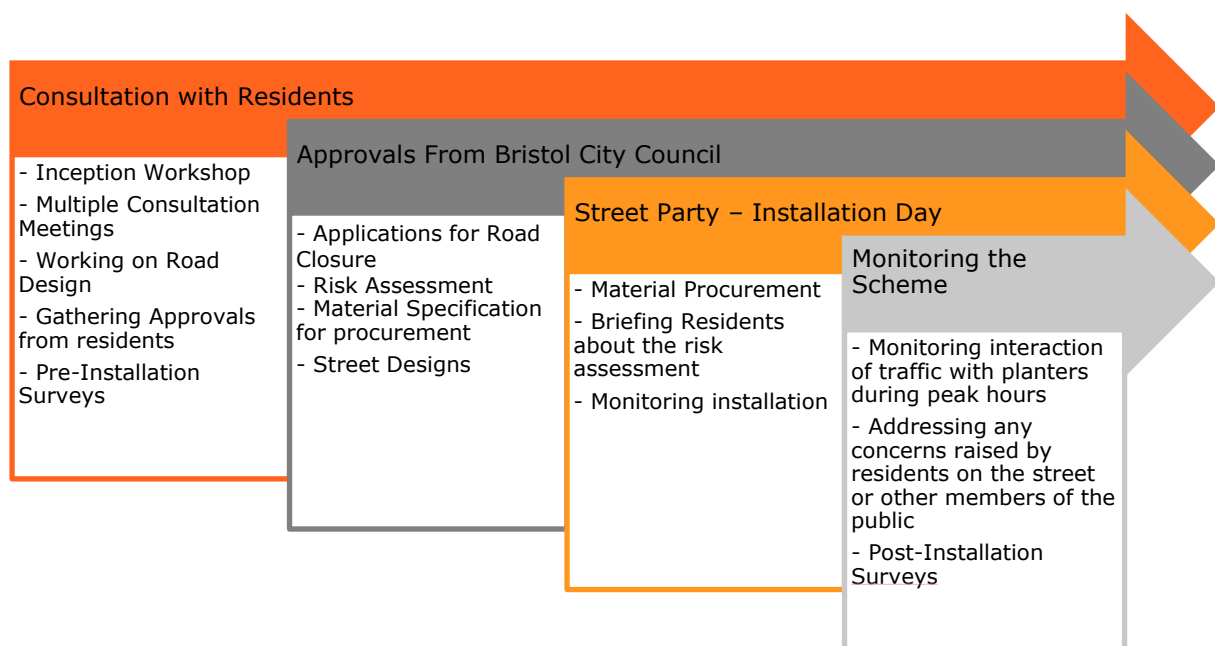 Consultation with Residents
- Inception Workshop
- Multiple Consultation
Meetings
- Working on Road
Design
- Gathering Approvals
from residents
- Pre-Installation
Surveys
Approvals From Bristol City Council
- Applications for Road
Closure
- Risk Assessment
- Material Specification
for procurement
- Street Designs
Street Party – Installation Day
- Material Procurement
- Briefing Residents
about the risk
assessment
- Monitoring installation
Monitoring the
Scheme
- Monitoring interaction
of traffic with planters
during peak hours
- Addressing any
concerns raised by
residents on the street
or other members of the
public
- Post-Installation
Surveys